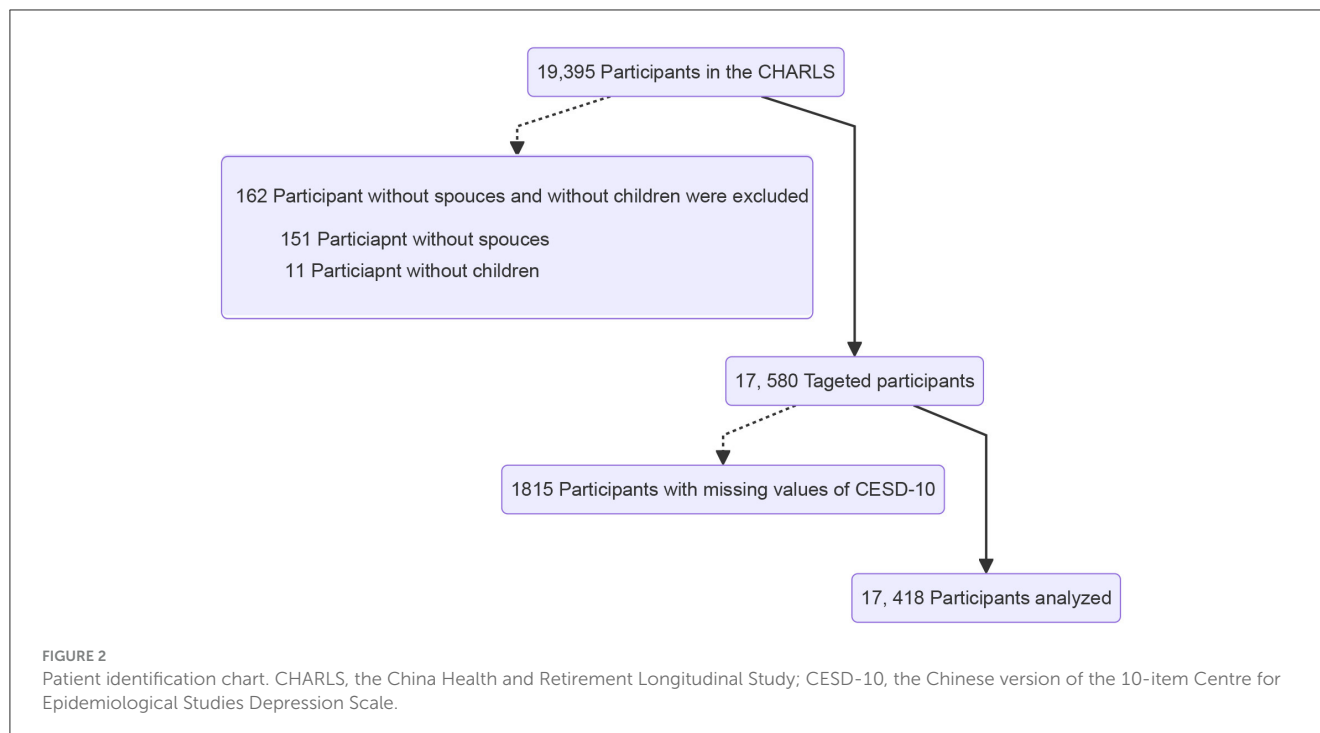 19,395 Participants in the CHARLS
162 Participant without spouces and without children were excluded
151 Particiapnt without spouces
11 Particiapnt without children
17, 580 Tageted participants
1815 Participants with missing values of CESD-10
17, 418 Participants analyzed
FIGURE 2
Patient identification chart. CHARLS, the China Health and Retirement Longitudinal Study; CESD-10, the Chinese version of the 10-item Centre for
Epidemiological Studies Depression Scale.